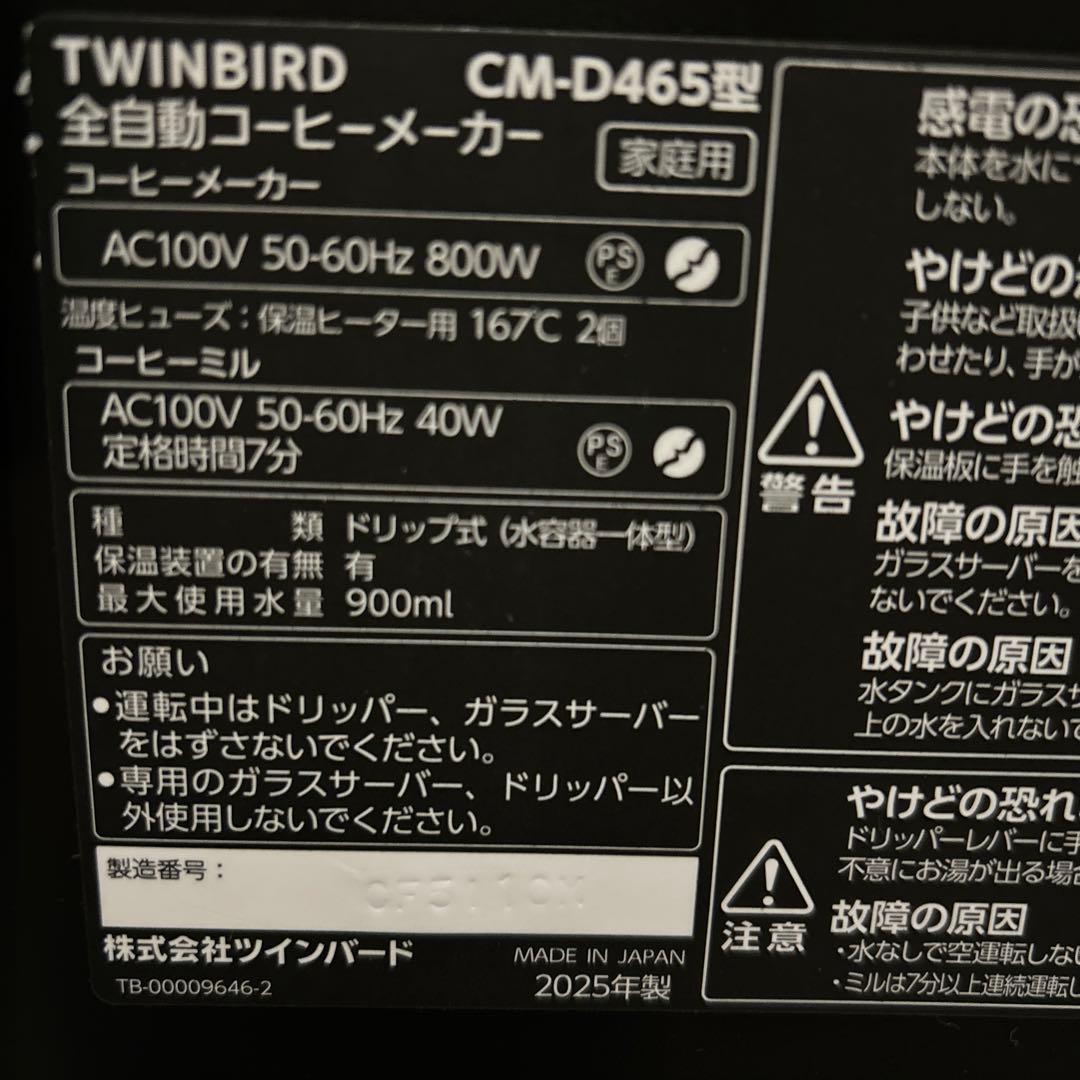 TWINBIRD CM-D465型
全自動コーヒーメーカー 家庭用
コーヒーメーカー
AC100V 50-60Hz 800W PSE
温度ヒューズ：保温ヒーター用 167℃ 2個
コーヒーミル
AC100V 50-60Hz 40W
定格時間7分 PSE
種類 ドリップ式（水容器一体型）
保温装置の有無 有
最大使用水量 900ml
お願い
●運転中はドリッパー、ガラスサーバー
をはずさないでください。
●専用のガラスサーバー、ドリッパー以
外使用しないでください。
製造番号：
株式会社ツインバード MADE IN JAPAN
TB-00009646-2 2025年製
警告
感電の恐
本体を水に
しない。
やけどの
子供など取扱
わせたり、手が
やけどの恐
保温板に手を触
故障の原因
ガラスサーバーを
ないでください。
故障の原因
水タンクにガラスサ
上の水を入れないで
注意
やけどの恐れ
ドリッパーレバーに手
不意にお湯が出る場合
故障の原因
・水なしで空運転しない
・ミルは7分以上連続運転し